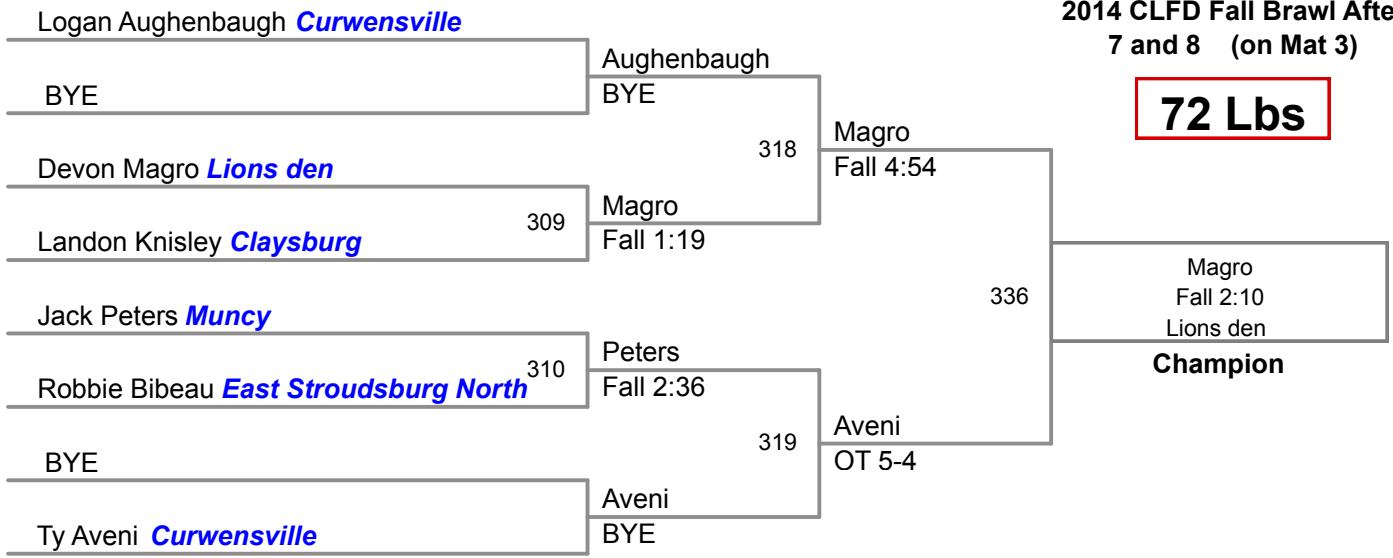 2014 CLFD Fall Brawl Afte
7 and 8 (on Mat 3)
72 Lbs
Logan Aughenbaugh Curwensville
BYE
Devon Magro Lions den
Landon Knisley Claysburg
Jack Peters Muncy
Robbie Bibeau East Stroudsburg North
BYE
Ty Aveni Curwensville
309
310
Aughenbaugh
BYE
Magro
Fall 1:19
Peters
Fall 2:36
Aveni
BYE
318
319
Magro
Fall 4:54
Aveni
OT 5-4
336
Magro
Fall 2:10
Lions den
Champion